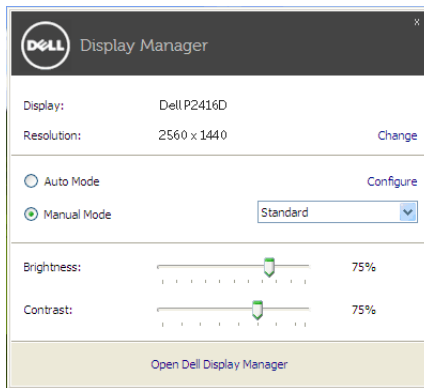 x
DELL Display Manager
Display: Dell P2416D
Resolution: 2560 x 1440 Change
Auto Mode Configure
Manual Mode Standard
Brightness: 75%
Contrast: 75%
Open Dell Display Manager